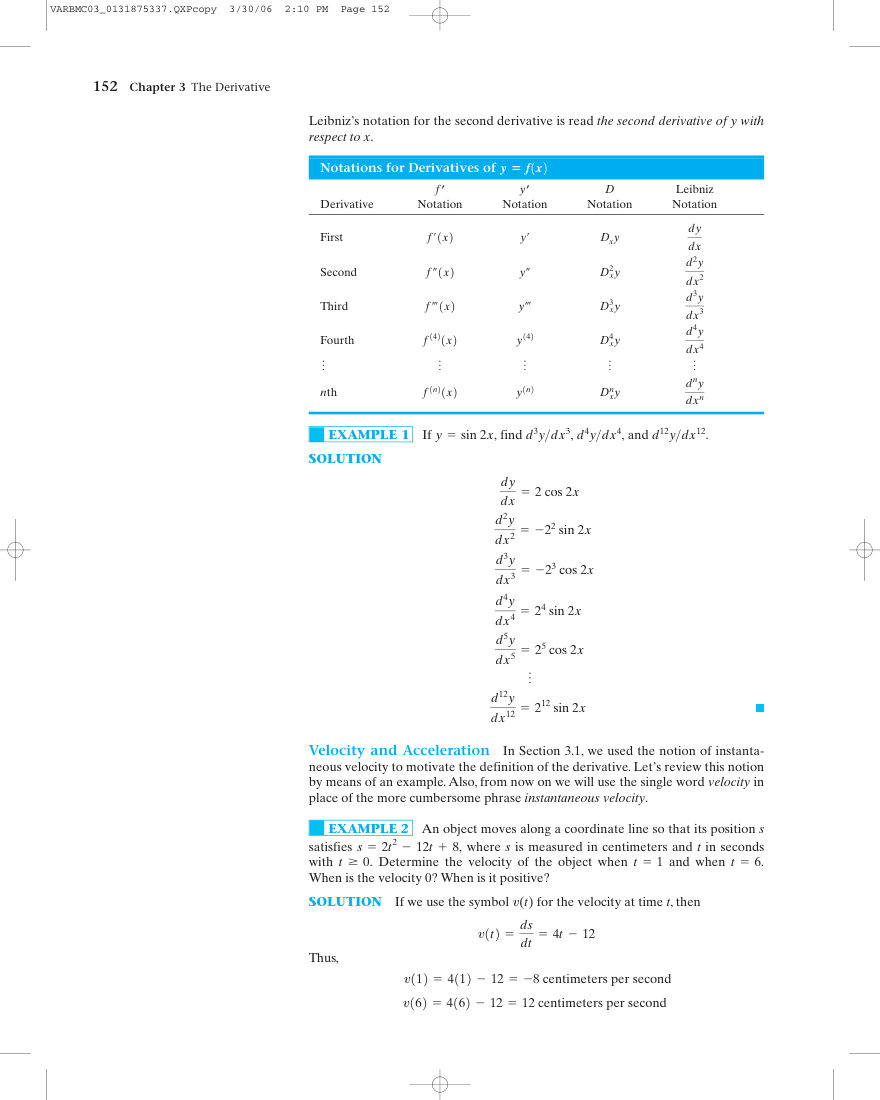 VARBMC03_0131875337.QXPcopy 3/30/06 2:10 PM Page 152
152 Chapter 3 The Derivative
Leibniz's notation for the second derivative is read the second derivative of y with
respect to x.
Notations for Derivatives of y = f(x)
Derivative f′ Notation y′ Notation D Notation Leibniz Notation
First f′(x) y′ Dₓy dy/dx
Second f″(x) y″ Dₓ²y d²y/dx²
Third f‴(x) y‴ Dₓ³y d³y/dx³
Fourth f⁽⁴⁾(x) y⁽⁴⁾ Dₓ⁴y d⁴y/dx⁴
⋮ ⋮ ⋮ ⋮ ⋮
nth f⁽ⁿ⁾(x) y⁽ⁿ⁾ Dₓⁿy dⁿy/dxⁿ
EXAMPLE 1 If y = sin 2x, find d³y/dx³, d⁴y/dx⁴, and d¹²y/dx¹².
SOLUTION
dy/dx = 2 cos 2x
d²y/dx² = −2² sin 2x
d³y/dx³ = −2³ cos 2x
d⁴y/dx⁴ = 2⁴ sin 2x
d⁵y/dx⁵ = 2⁵ cos 2x
⋮
d¹²y/dx¹² = 2¹² sin 2x
Velocity and Acceleration In Section 3.1, we used the notion of instanta-
neous velocity to motivate the definition of the derivative. Let's review this notion
by means of an example. Also, from now on we will use the single word velocity in
place of the more cumbersome phrase instantaneous velocity.
EXAMPLE 2 An object moves along a coordinate line so that its position s
satisfies s = 2t² − 12t + 8, where s is measured in centimeters and t in seconds
with t ≥ 0. Determine the velocity of the object when t = 1 and when t = 6.
When is the velocity 0? When is it positive?
SOLUTION If we use the symbol v(t) for the velocity at time t, then
v(t) = ds/dt = 4t − 12
Thus,
v(1) = 4(1) − 12 = −8 centimeters per second
v(6) = 4(6) − 12 = 12 centimeters per second